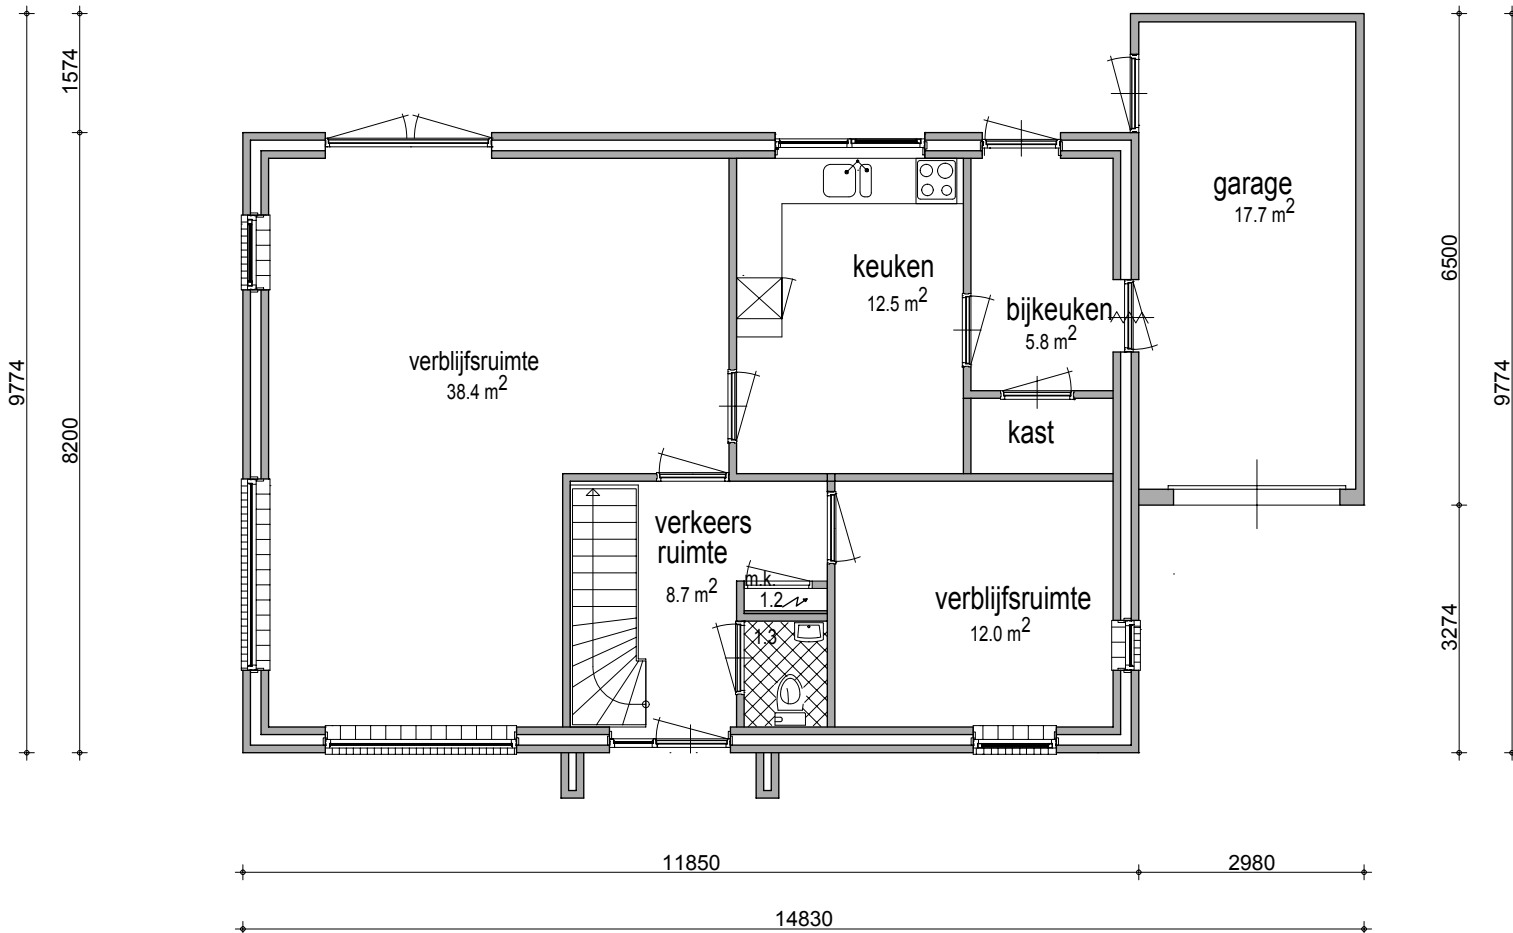 1574
garage
17.7 m²
keuken
12.5 m²
6500
bijkeuken
5.8 m²
verblijfsruimte
38.4 m²
9774
9774
8200
kast
verkeers
ruimte
8.7 m²
m.k.
1.2
verblijfsruimte
12.0 m²
1.3
3274
11850
2980
14830